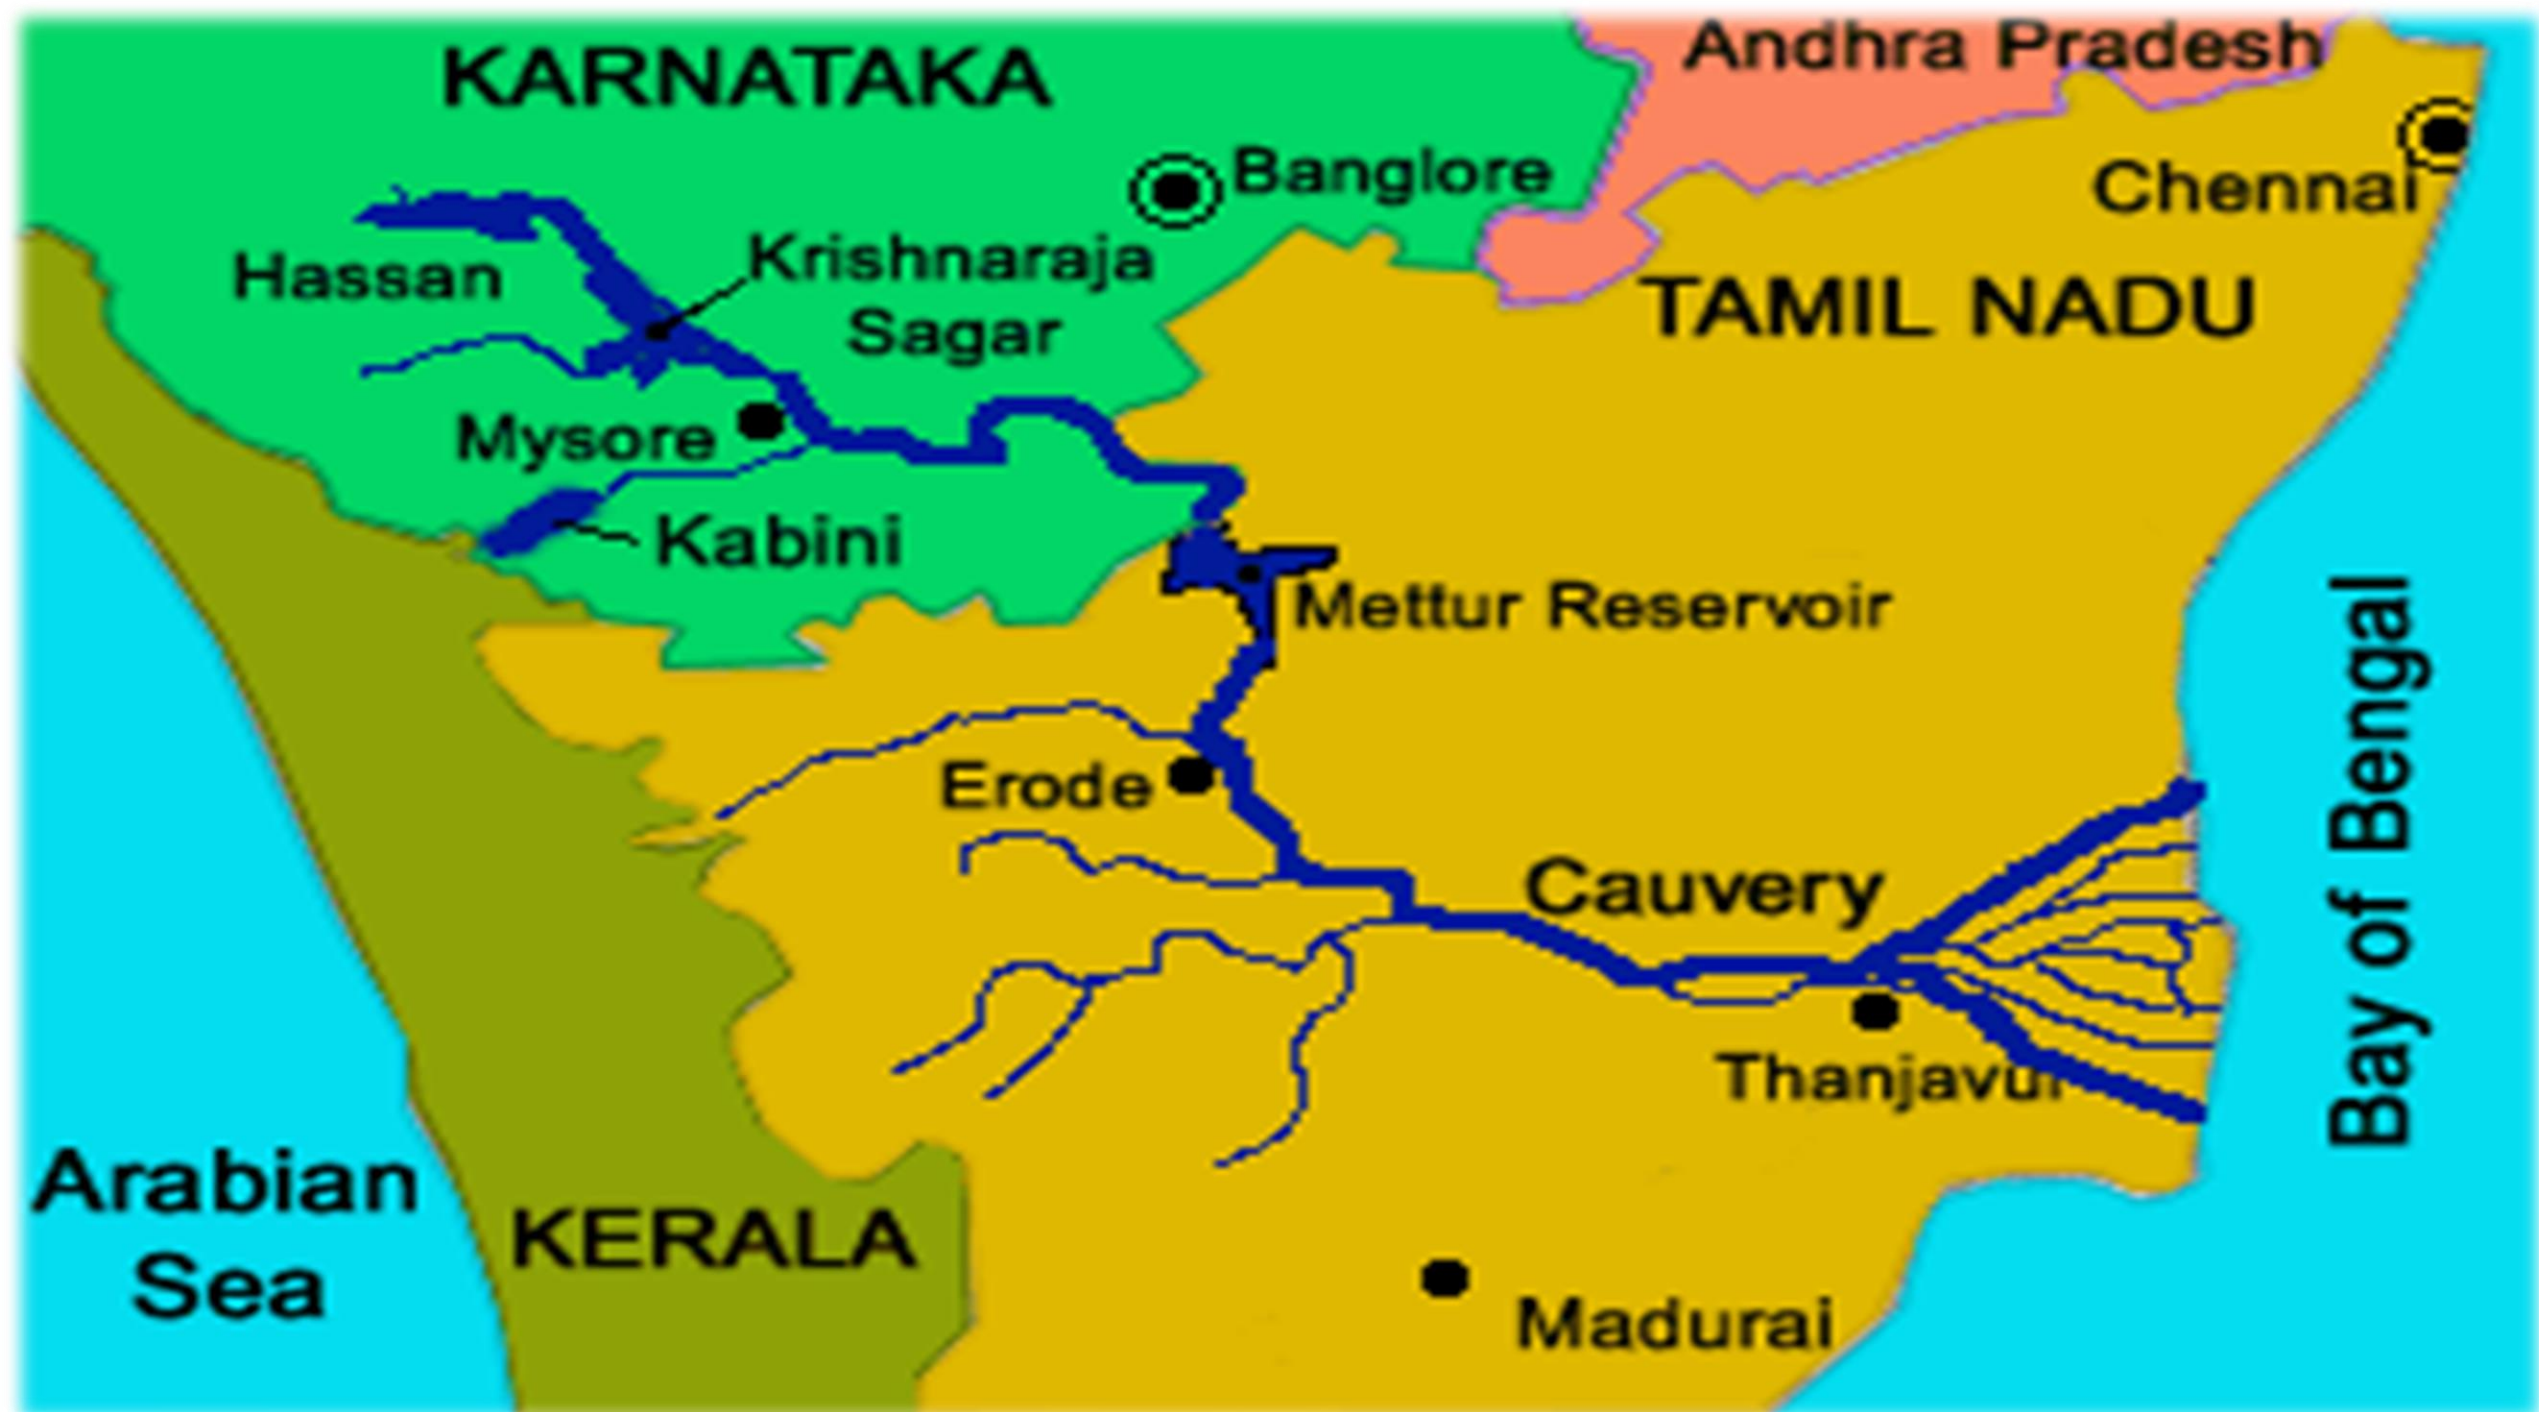 KARNATAKA
Andhra Pradesh
Banglore
Chennai
Hassan
Krishnaraja
Sagar
TAMIL NADU
Mysore
Kabini
Mettur Reservoir
Erode
Cauvery
Bay of Bengal
Thanjavur
Arabian
Sea
KERALA
Madurai